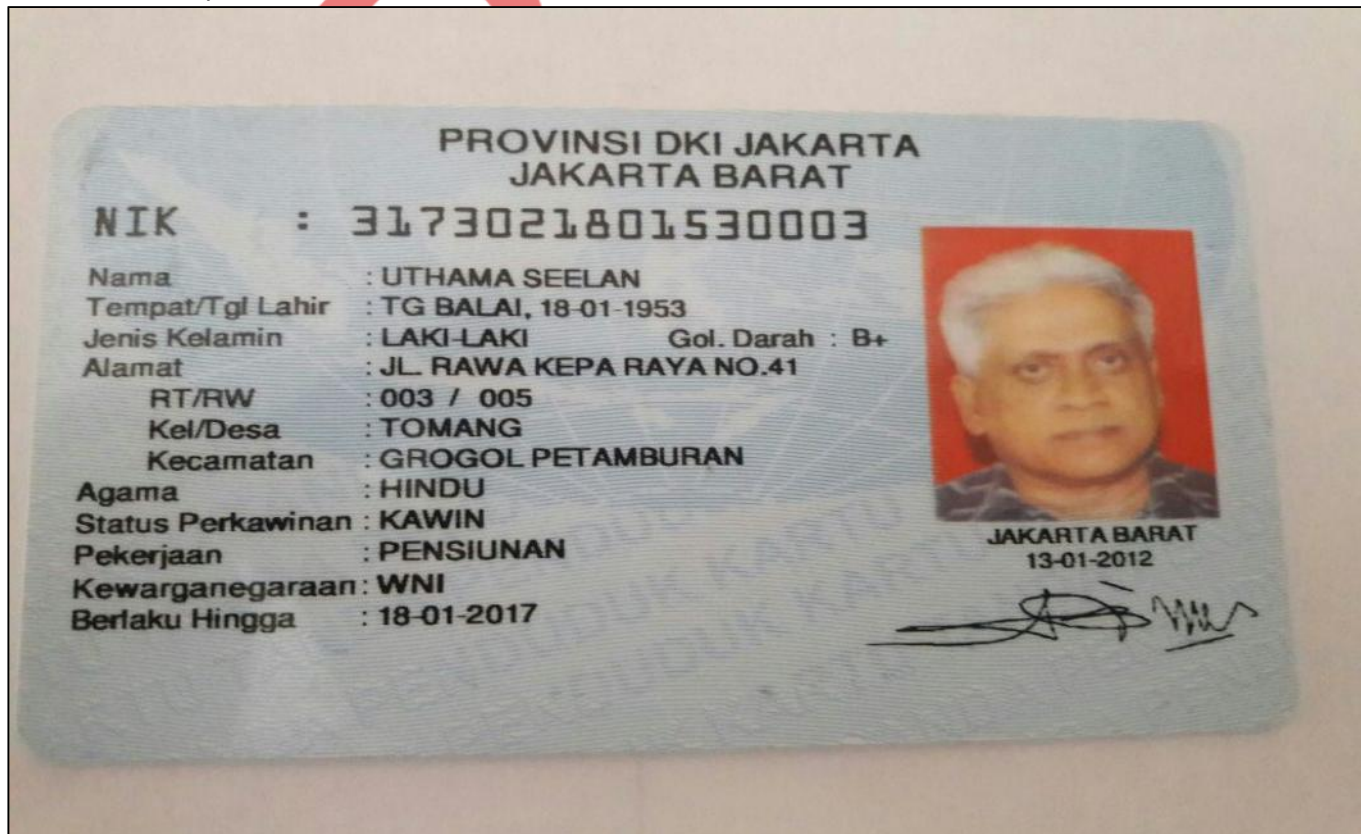 PROVINSI DKI JAKARTA
JAKARTA BARAT
NIK : 3173021801530003
Nama : UTHAMA SEELAN
Tempat/Tgl Lahir : TG BALAI, 18-01-1953
Jenis Kelamin : LAKI-LAKI Gol. Darah : B+
Alamat : JL. RAWA KEPA RAYA NO.41
RT/RW : 003 / 005
Kel/Desa : TOMANG
Kecamatan : GROGOL PETAMBURAN
Agama : HINDU
Status Perkawinan : KAWIN
Pekerjaan : PENSIUNAN
Kewarganegaraan : WNI
Berlaku Hingga : 18-01-2017
JAKARTA BARAT
13-01-2012